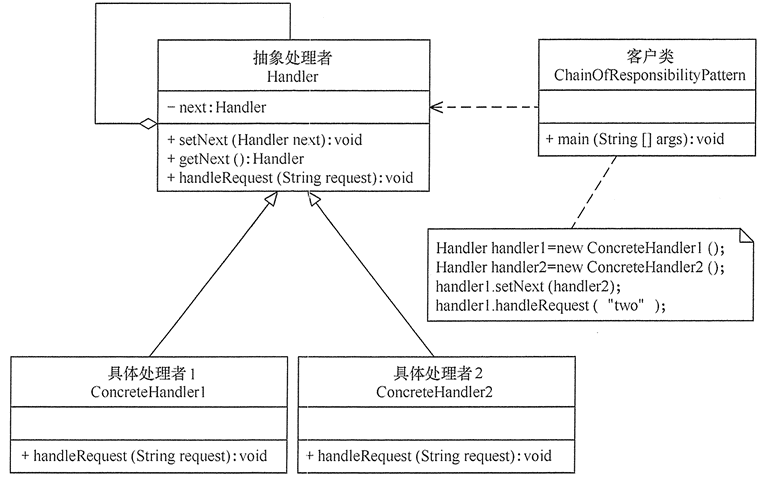 抽象处理者
Handler
- next:Handler
+ setNext (Handler next):void
+ getNext ():Handler
+ handleRequest (String request):void
客户类
ChainOfResponsibilityPattern
+ main (String [] args):void
Handler handler1=new ConcreteHandler1 ();
Handler handler2=new ConcreteHandler2 ();
handler1.setNext (handler2);
handler1.handleRequest ( "two" );
具体处理者1
ConcreteHandler1
+ handleRequest (String request):void
具体处理者2
ConcreteHandler2
+ handleRequest (String request):void